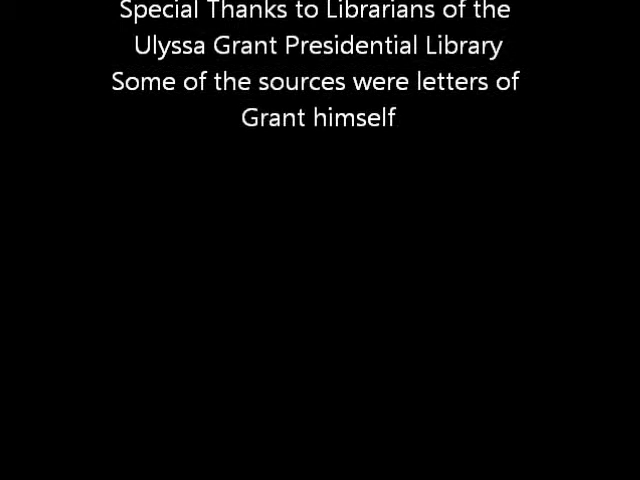 Special Thanks to Librarians of the
Ulyssa Grant Presidential Library
Some of the sources were letters of
Grant himself